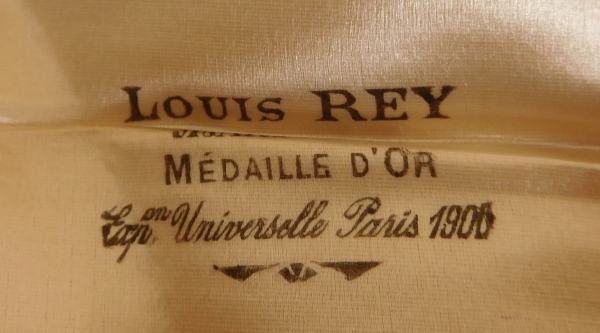 LOUIS REY
MÉDAILLE D'OR
Expon. Universelle Paris 1900